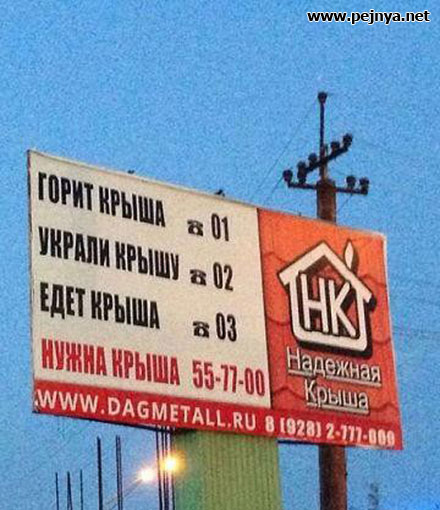 www.pejnya.net
ГОРИТ КРЫША ☎ 01
УКРАЛИ КРЫШУ ☎ 02
ЕДЕТ КРЫША ☎ 03
НУЖНА КРЫША 55-77-00
НК
Надежная
Крыша
WWW.DAGMETALL.RU 8 (928) 2-777-000